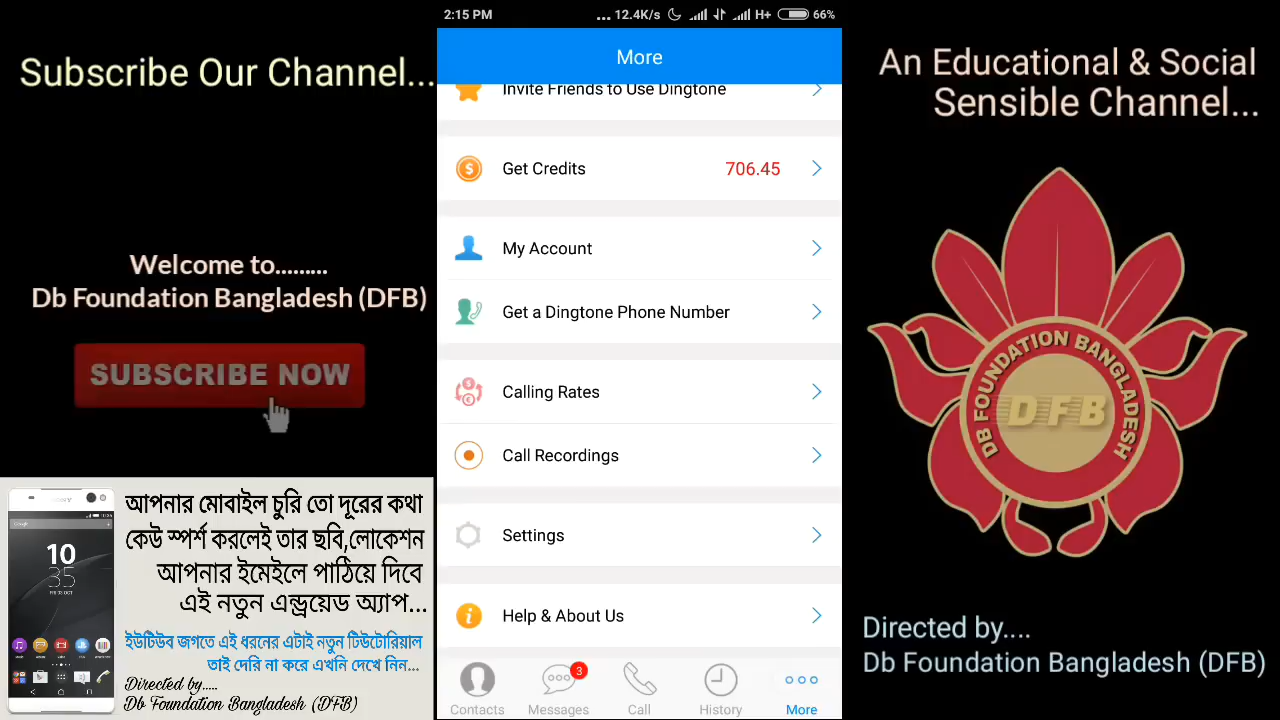 Subscribe Our Channel...
Welcome to.........
Db Foundation Bangladesh (DFB)
SUBSCRIBE NOW
SONY
10
35
আপনার মোবাইল চুরি তো দূরের কথা
কেউ স্পর্শ করলেই তার ছবি,লোকেশন
আপনার ইমেইলে পাঠিয়ে দিবে
এই নতুন এন্ড্রয়েড অ্যাপ...
ইউটিউব জগতে এই ধরনের এটাই নতুন টিউটোরিয়াল
তাই দেরি না করে এখনি দেখে নিন...
Directed by.....
Db Foundation Bangladesh (DFB)
2:15 PM ... 12.4K/s H+ 66%
More
Invite Friends to Use Dingtone
Get Credits 706.45
My Account
Get a Dingtone Phone Number
Calling Rates
Call Recordings
Settings
Help & About Us
3
Contacts Messages Call History More
An Educational & Social
Sensible Channel...
DB FOUNDATION BANGLADESH
DFB
Directed by....
Db Foundation Bangladesh (DFB)